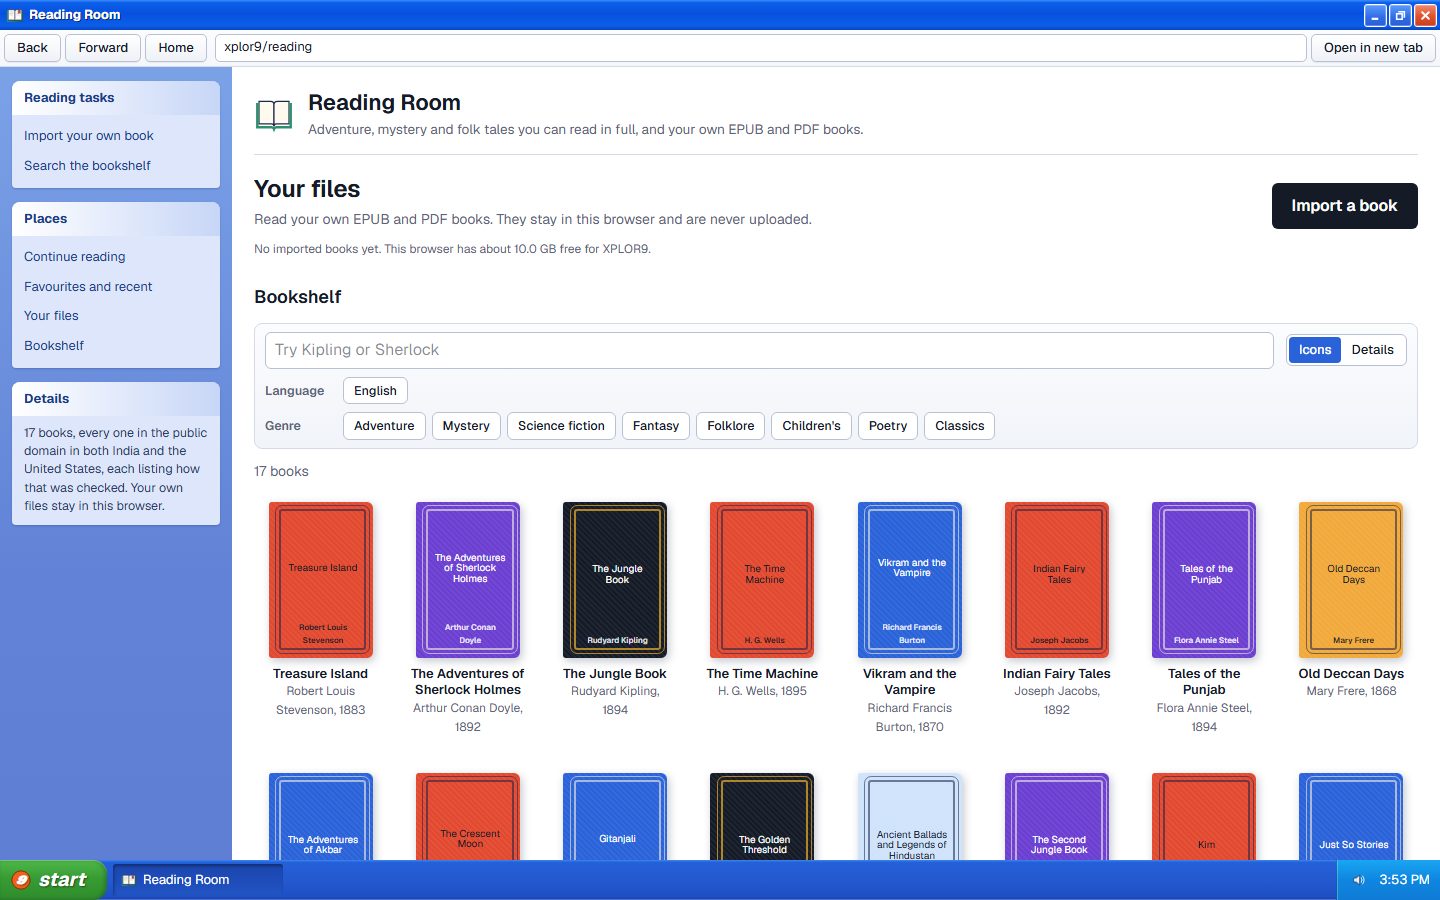 Reading Room
Back
Forward
Home
xplor9/reading
Open in new tab
Reading tasks
Import your own book
Search the bookshelf
Places
Continue reading
Favourites and recent
Your files
Bookshelf
Details
17 books, every one in the public
domain in both India and the
United States, each listing how
that was checked. Your own
files stay in this browser.
Reading Room
Adventure, mystery and folk tales you can read in full, and your own EPUB and PDF books.
Your files
Read your own EPUB and PDF books. They stay in this browser and are never uploaded.
No imported books yet. This browser has about 10.0 GB free for XPLOR9.
Import a book
Bookshelf
Try Kipling or Sherlock
Icons
Details
Language
English
Genre
Adventure
Mystery
Science fiction
Fantasy
Folklore
Children's
Poetry
Classics
17 books
Treasure Island
Robert Louis
Stevenson
Treasure Island
Robert Louis
Stevenson, 1883
The Adventures
of Sherlock
Holmes
Arthur Conan
Doyle
The Adventures of
Sherlock Holmes
Arthur Conan Doyle,
1892
The Jungle
Book
Rudyard Kipling
The Jungle Book
Rudyard Kipling,
1894
The Time
Machine
H. G. Wells
The Time Machine
H. G. Wells, 1895
Vikram and the
Vampire
Richard Francis
Burton
Vikram and the
Vampire
Richard Francis
Burton, 1870
Indian Fairy
Tales
Joseph Jacobs
Indian Fairy Tales
Joseph Jacobs,
1892
Tales of the
Punjab
Flora Annie Steel
Tales of the
Punjab
Flora Annie Steel,
1894
Old Deccan
Days
Mary Frere
Old Deccan Days
Mary Frere, 1868
The Adventures
of Akbar
The Crescent
Moon
Gitanjali
The Golden
Threshold
Ancient Ballads
and Legends of
Hindustan
The Second
Jungle Book
Kim
Just So Stories
start
Reading Room
3:53 PM